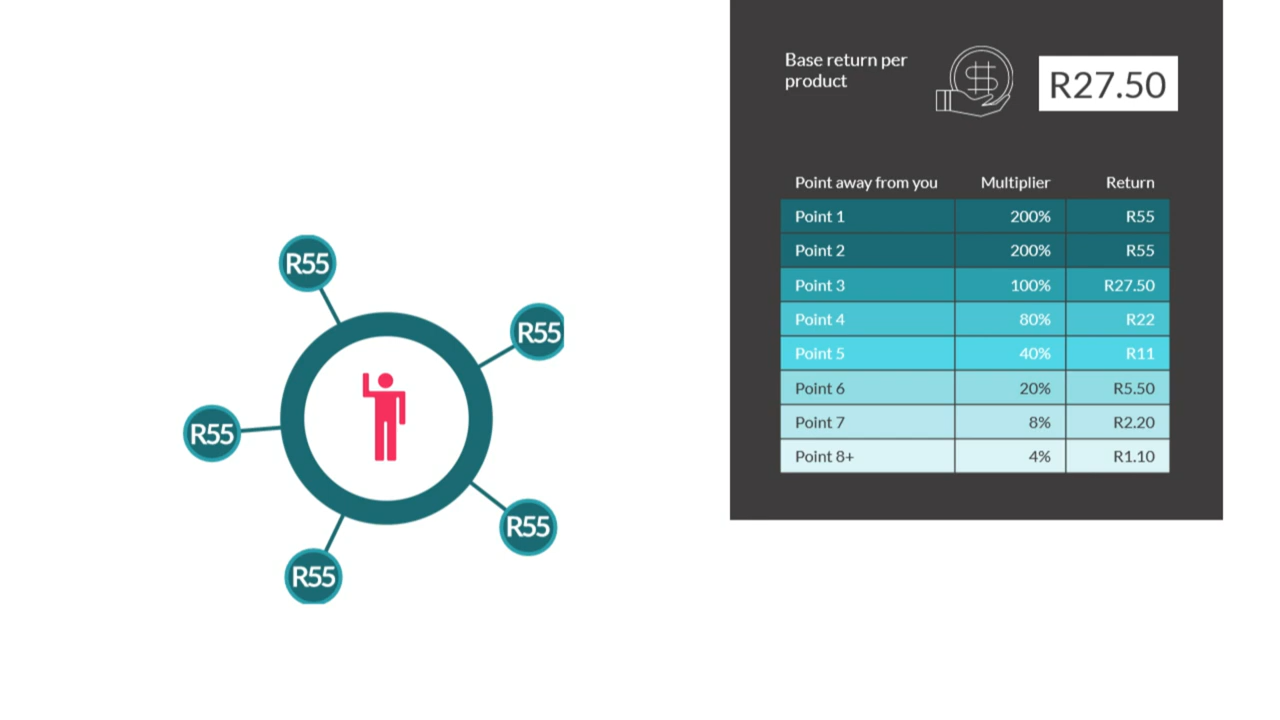 Base return per
product
R27.50
Point away from you Multiplier Return
Point 1 200% R55
Point 2 200% R55
Point 3 100% R27.50
Point 4 80% R22
Point 5 40% R11
Point 6 20% R5.50
Point 7 8% R2.20
Point 8+ 4% R1.10
R55
R55
R55
R55
R55